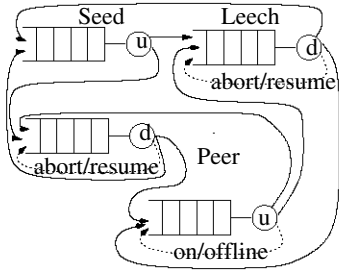 Seed Leech
u d
abort/resume
d
abort/resume Peer
u
on/offline